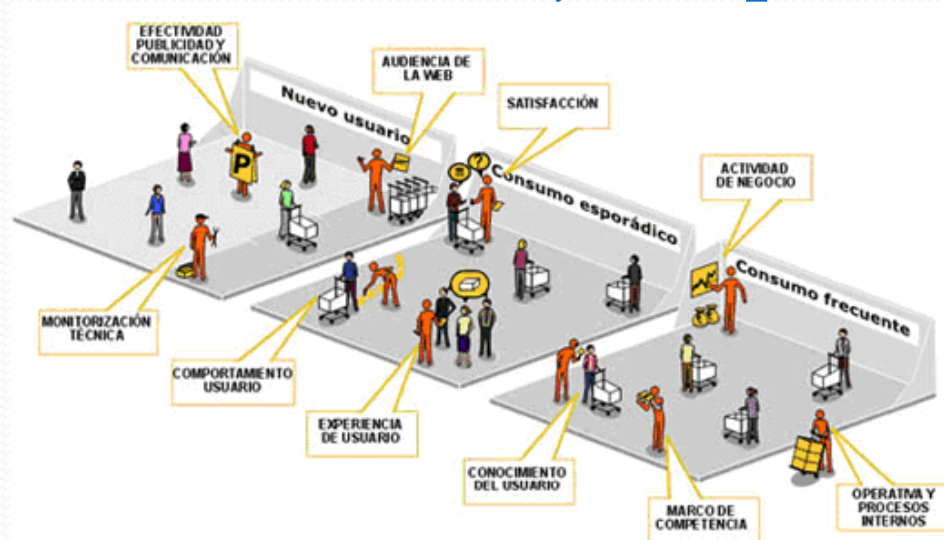 EFECTIVIDAD
PUBLICIDAD Y
COMUNICACIÓN
AUDIENCIA DE
LA WEB
SATISFACCIÓN
Nuevo usuario
P
?
Consumo esporádico
ACTIVIDAD
DE NEGOCIO
Consumo frecuente
MONITORIZACIÓN
TÉCNICA
COMPORTAMIENTO
USUARIO
EXPERIENCIA
DE USUARIO
CONOCIMIENTO
DEL USUARIO
MARCO DE
COMPETENCIA
OPERATIVA Y
PROCESOS
INTERNOS